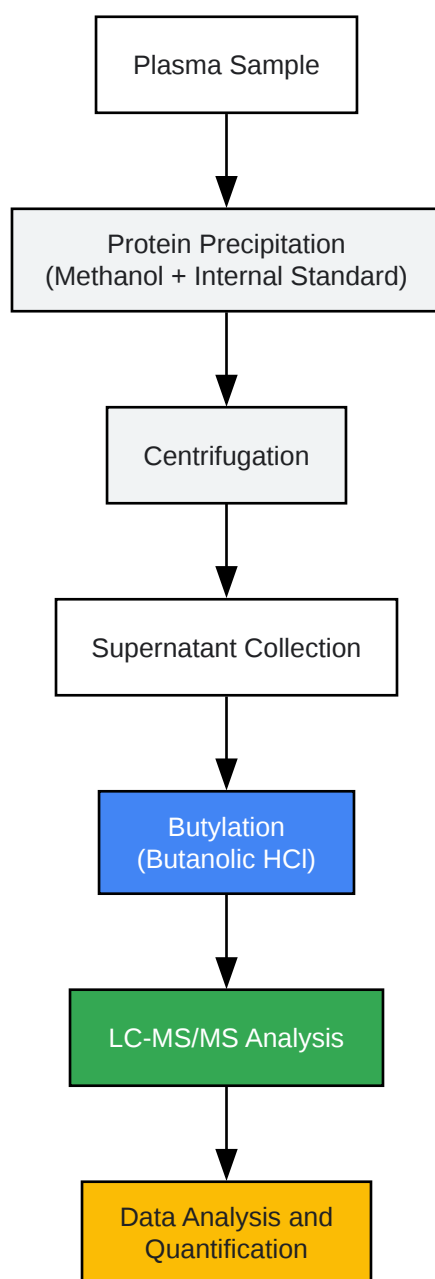 Plasma Sample
Protein Precipitation
(Methanol + Internal Standard)
Centrifugation
Supernatant Collection
Butylation
(Butanolic HCl)
LC-MS/MS Analysis
Data Analysis and
Quantification